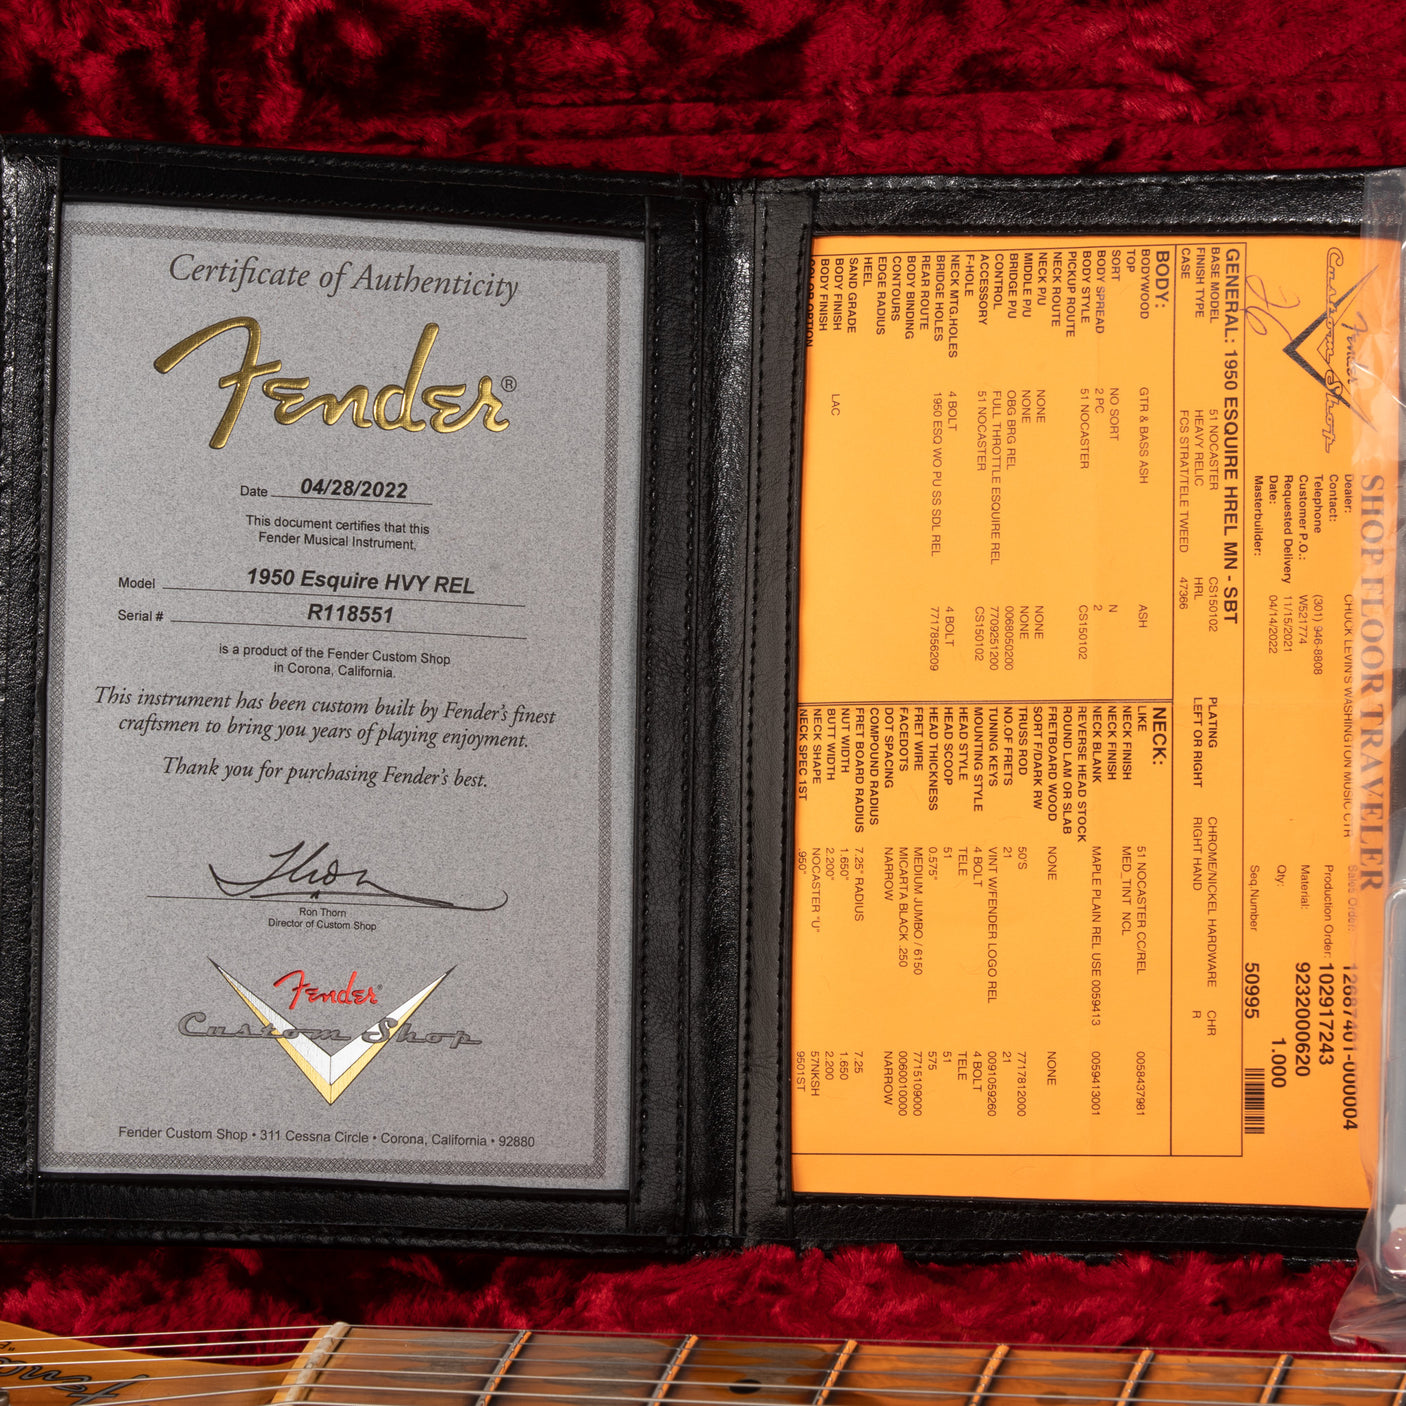 Certificate of Authenticity
Fender®
Date 04/28/2022
This document certifies that this
Fender Musical Instrument,
Model 1950 Esquire HVY REL
Serial # R118551
is a product of the Fender Custom Shop
in Corona, California.
This instrument has been custom built by Fender's finest
craftsmen to bring you years of playing enjoyment.
Thank you for purchasing Fender's best.
Ron Thorn
Director of Custom Shop
Fender®
Custom Shop
Fender Custom Shop • 311 Cessna Circle • Corona, California • 92880
Fender
Custom Shop
SHOP FLOOR TRAVELER
Dealer: CHUCK LEVIN'S WASHINGTON MUSIC CTR Sales Order: 12687401-000004
Contact:
Telephone (301) 946-8808 Production Order: 102917243
Customer P.O.: W521774 Material: 9232000620
Requested Delivery 11/15/2021
Date: 04/14/2022 Qty: 1.000
Masterbuilder: Seq.Number 50995
GENERAL: 1950 ESQUIRE HREL MN - SBT
BASE MODEL 51 NOCASTER CS150102 PLATING CHROME/NICKEL HARDWARE CHR
FINISH TYPE HEAVY RELIC HRL LEFT OR RIGHT RIGHT HAND R
CASE FCS STRAT/TELE TWEED 47366
BODY:
BODYWOOD GTR & BASS ASH ASH
TOP
SORT NO SORT N
BODY SPREAD 2 PC 2
BODY STYLE 51 NOCASTER CS150102
PICKUP ROUTE
NECK ROUTE
NECK P/U NONE NONE
MIDDLE P/U NONE NONE
BRIDGE P/U OBG BRG REL 0068050200
CONTROL FULL THROTTLE ESQUIRE REL 7709251200
ACCESSORY 51 NOCASTER CS150102
F-HOLE
NECK MTG.HOLES 4 BOLT 4 BOLT
BRIDGE HOLES 1950 ESQ WO PU SS SDL REL 7717856209
REAR ROUTE
BODY BINDING
CONTOURS
EDGE RADIUS
HEEL
SAND GRADE
BODY FINISH LAC
BODY FINISH
COLOR OPTION
NECK:
LIKE 51 NOCASTER CC/REL 0058437981
NECK FINISH MED_TINT NCL
NECK FINISH
NECK BLANK MAPLE PLAIN REL USE 0059413 0059413001
REVERSE HEAD STOCK
ROUND LAM OR SLAB
FRETBOARD WOOD NONE NONE
SORT F/DARK RW
TRUSS ROD 50'S 7717812000
NO.OF FRETS 21 21
TUNING KEYS VINT W/FENDER LOGO REL 0091059260
MOUNTING STYLE 4 BOLT 4 BOLT
HEAD STYLE TELE TELE
HEAD SCOOP 51 51
HEAD THICKNESS 0.575" 575
FRET WIRE MEDIUM JUMBO / 6150 7715109000
FACEDOTS MICARTA BLACK .250 0060010000
DOT SPACING NARROW NARROW
COMPOUND RADIUS
FRET BOARD RADIUS 7.25" RADIUS 7.25
NUT WIDTH 1.650" 1.650
BUTT WIDTH 2.200" 2.200
NECK SHAPE NOCASTER "U" 57NKSH
NECK SPEC 1ST .950" 9501ST